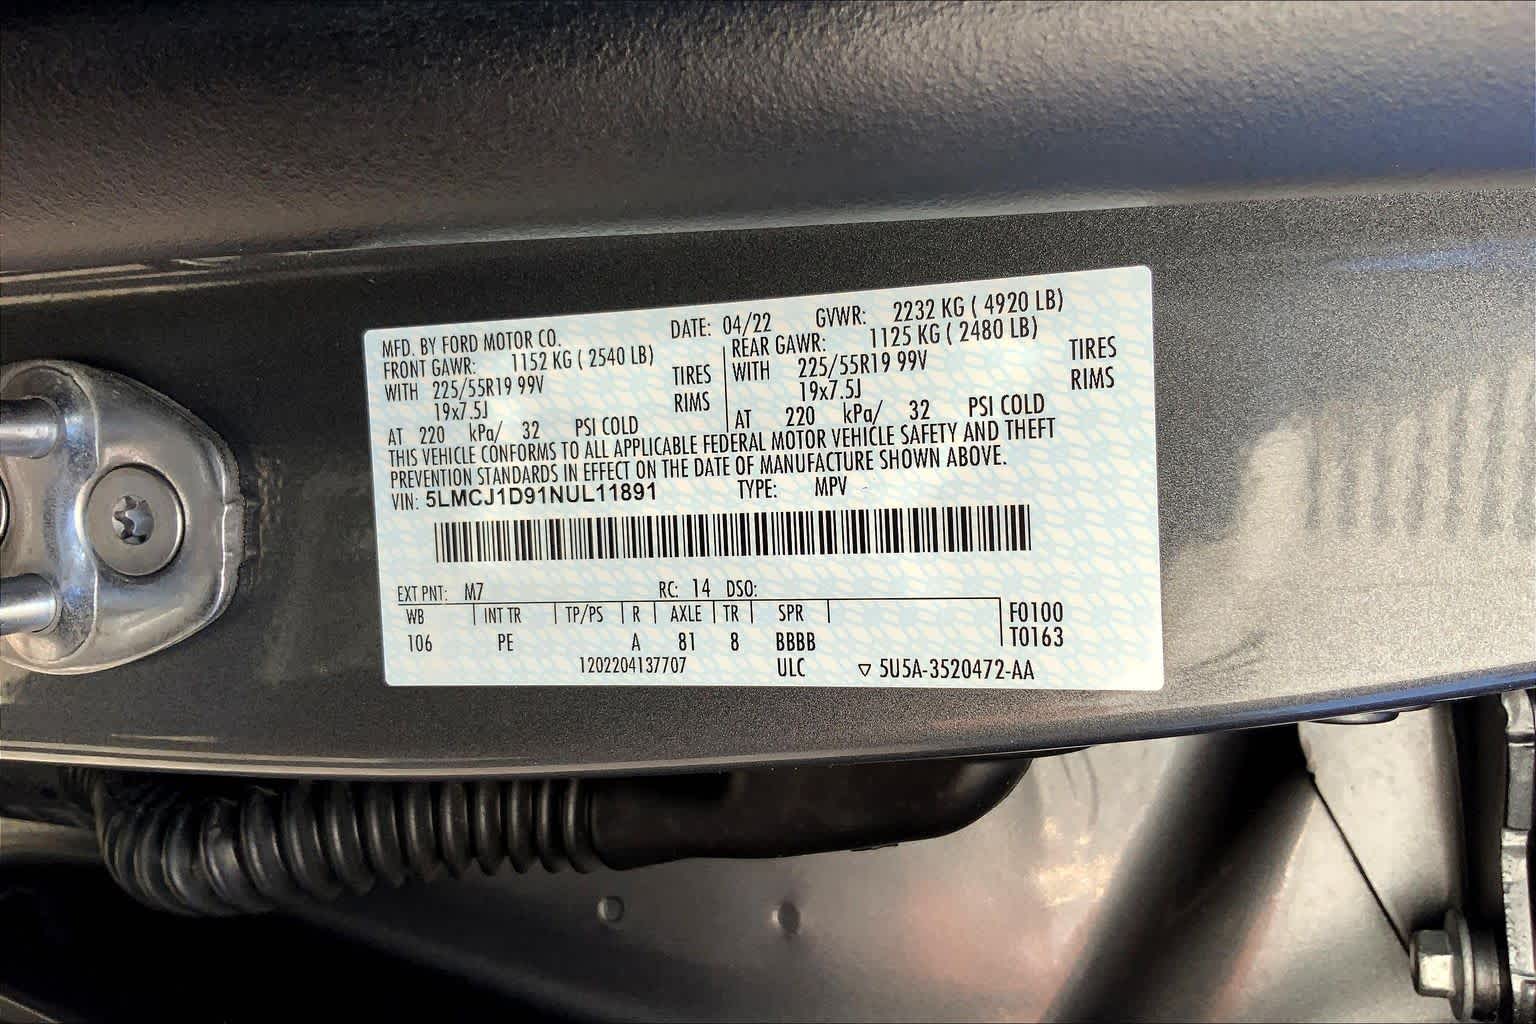 MFD. BY FORD MOTOR CO. DATE: 04/22 GVWR: 2232 KG ( 4920 LB)
FRONT GAWR: 1152 KG ( 2540 LB) REAR GAWR: 1125 KG ( 2480 LB)
WITH 225/55R19 99V TIRES WITH 225/55R19 99V TIRES
19x7.5J RIMS 19x7.5J RIMS
AT 220 kPa/ 32 PSI COLD AT 220 kPa/ 32 PSI COLD
THIS VEHICLE CONFORMS TO ALL APPLICABLE FEDERAL MOTOR VEHICLE SAFETY AND THEFT
PREVENTION STANDARDS IN EFFECT ON THE DATE OF MANUFACTURE SHOWN ABOVE.
VIN: 5LMCJ1D91NUL11891 TYPE: MPV
EXT PNT: M7 RC: 14 DSO:
WB INT TR TP/PS R AXLE TR SPR F0100
106 PE A 81 8 BBBB T0163
1202204137707 ULC ▽ 5U5A-3520472-AA